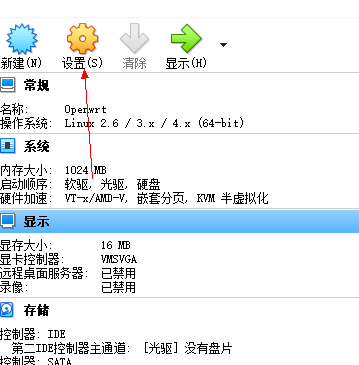 新建(N) 设置(S) 清除 显示(H)
常规
名称: Openwrt
操作系统: Linux 2.6 / 3.x / 4.x (64-bit)
系统
内存大小: 1024 MB
启动顺序: 软驱, 光驱, 硬盘
硬件加速: VT-x/AMD-V, 嵌套分页, KVM 半虚拟化
显示
显存大小: 16 MB
显卡控制器: VMSVGA
远程桌面服务器: 已禁用
录像: 已禁用
存储
控制器: IDE
第二IDE控制器主通道: [光驱] 没有盘片
控制器: SATA